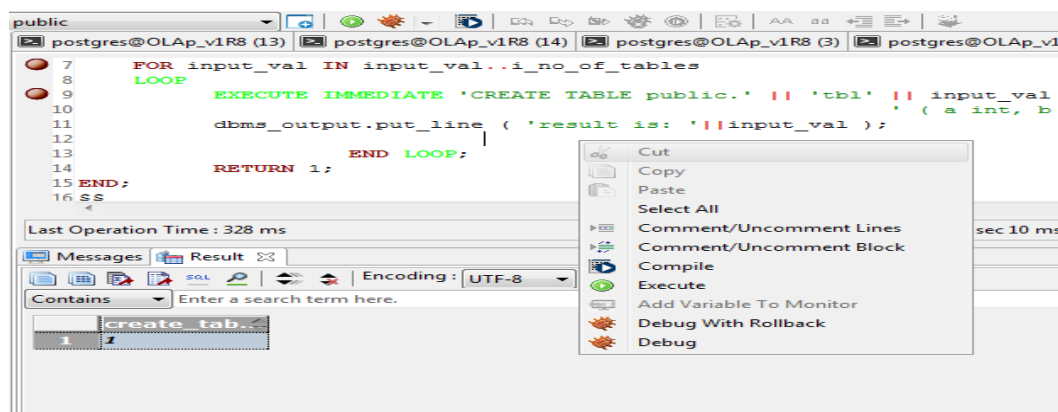 public AA aa
postgres@OLAp_v1R8 (13) postgres@OLAp_v1R8 (14) postgres@OLAp_v1R8 (3) postgres@OLAp_v1
7 FOR input_val IN input_val..i_no_of_tables
8 LOOP
9 EXECUTE IMMEDIATE 'CREATE TABLE public.' || 'tbl' || input_val
10 ' ( a int, b
11 dbms_output.put_line ( 'result is: '||input_val );
12
13 END LOOP;
14 RETURN 1;
15 END;
16 $$
Last Operation Time : 328 ms
sec 10 ms
Messages Result
SQL Encoding : UTF-8
Contains Enter a search term here.
create_tab..
1 1
Cut
Copy
Paste
Select All
Comment/Uncomment Lines
Comment/Uncomment Block
Compile
Execute
Add Variable To Monitor
Debug With Rollback
Debug